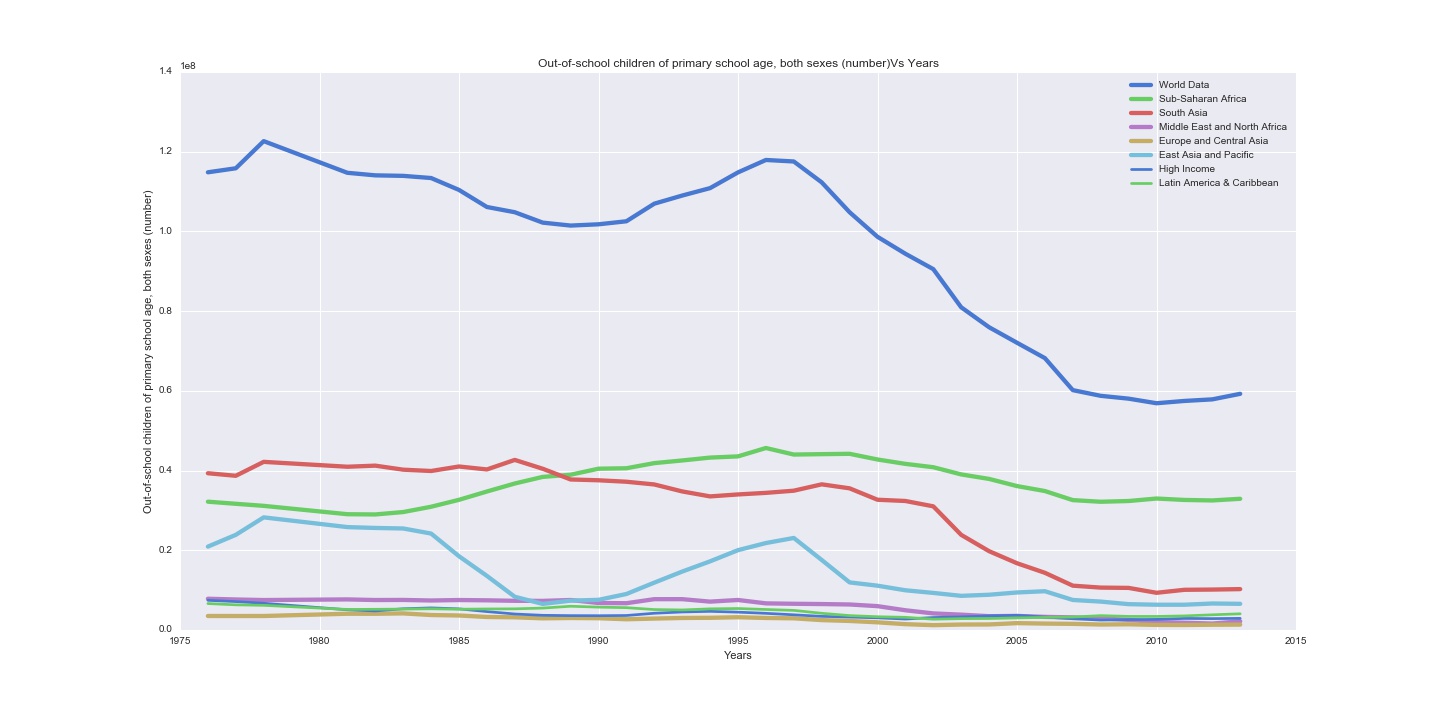 Out-of-school children of primary school age, both sexes (number)Vs Years
1e8
1.4
1.2
1.0
0.8
0.6
0.4
0.2
0.0
Out-of-school children of primary school age, both sexes (number)
World Data
Sub-Saharan Africa
South Asia
Middle East and North Africa
Europe and Central Asia
East Asia and Pacific
High Income
Latin America & Caribbean
1975 1980 1985 1990 1995 2000 2005 2010 2015
Years